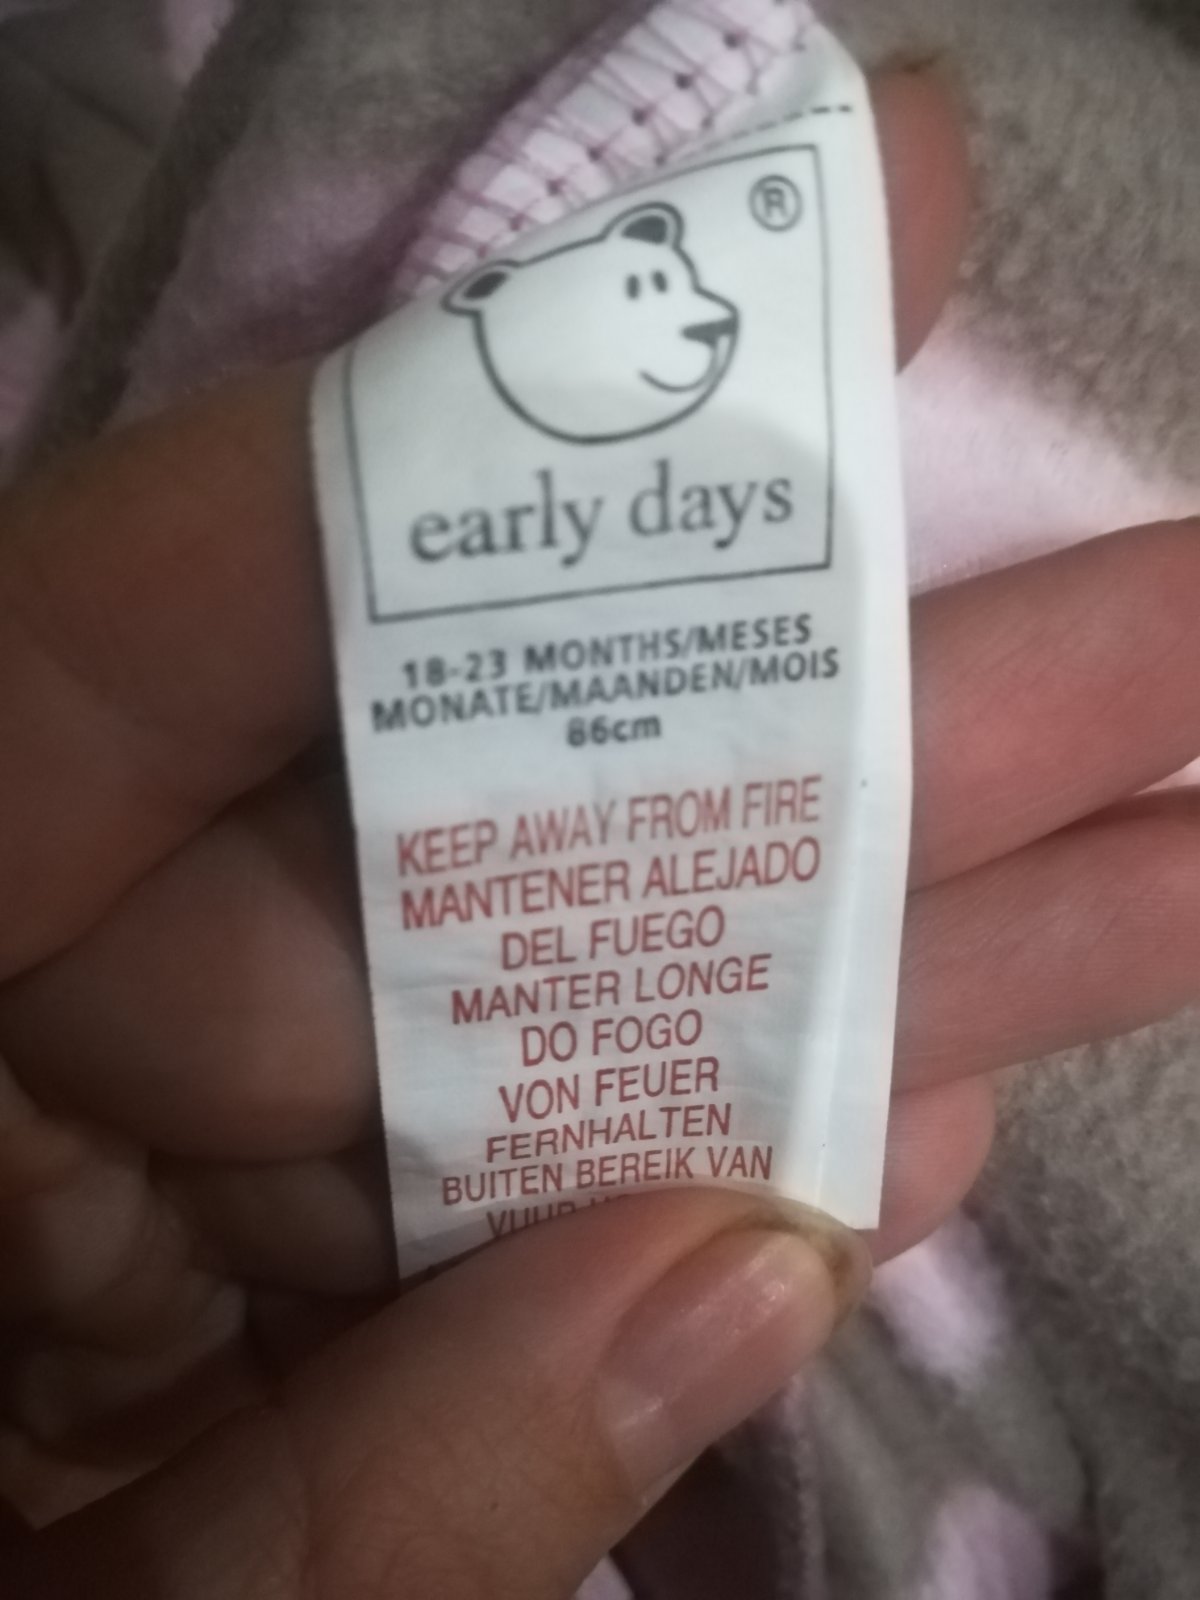 ®
early days
18-23 MONTHS/MESES
MONATE/MAANDEN/MOIS
86cm
KEEP AWAY FROM FIRE
MANTENER ALEJADO
DEL FUEGO
MANTER LONGE
DO FOGO
VON FEUER
FERNHALTEN
BUITEN BEREIK VAN
VUUR